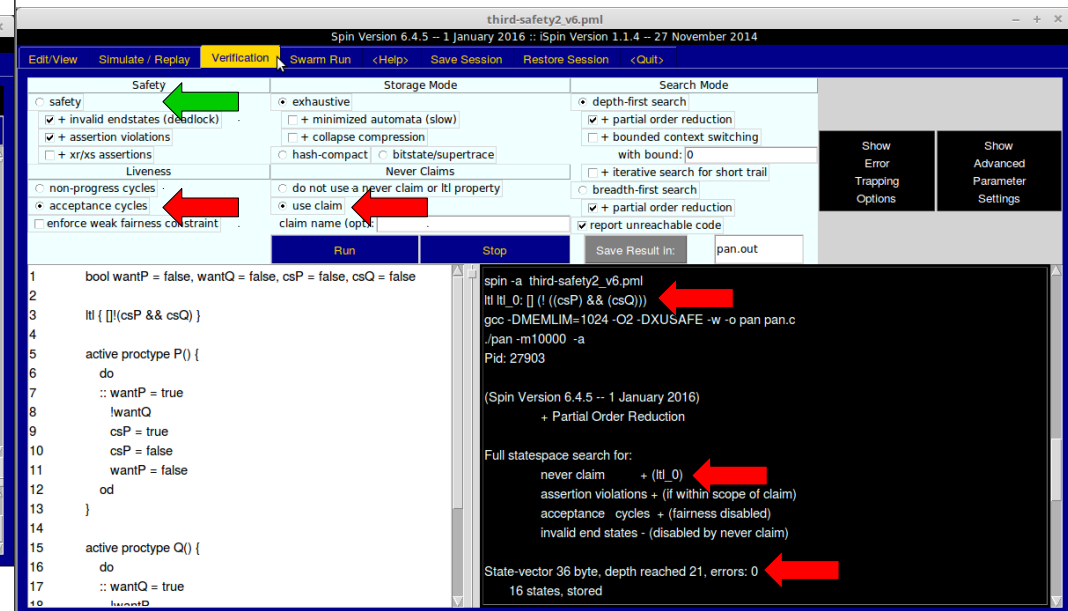 third-safety2_v6.pml
Spin Version 6.4.5 -- 1 January 2016 :: iSpin Version 1.1.4 -- 27 November 2014
Edit/View Simulate / Replay Verification Swarm Run <Help> Save Session Restore Session <Quit>
Safety
safety
+ invalid endstates (deadlock)
+ assertion violations
+ xr/xs assertions
Liveness
non-progress cycles
acceptance cycles
enforce weak fairness constraint
Storage Mode
exhaustive
+ minimized automata (slow)
+ collapse compression
hash-compact bitstate/supertrace
Never Claims
do not use a never claim or ltl property
use claim
claim name (opt):
Run Stop
Search Mode
depth-first search
+ partial order reduction
+ bounded context switching
with bound: 0
+ iterative search for short trail
breadth-first search
+ partial order reduction
report unreachable code
Save Result in: pan.out
Show
Error
Trapping
Options
Show
Advanced
Parameter
Settings
1 bool wantP = false, wantQ = false, csP = false, csQ = false
2
3 ltl { []!(csP && csQ) }
4
5 active proctype P() {
6 do
7 :: wantP = true
8 !wantQ
9 csP = true
10 csP = false
11 wantP = false
12 od
13 }
14
15 active proctype Q() {
16 do
17 :: wantQ = true
18 !wantP
spin -a third-safety2_v6.pml
ltl ltl_0: [] (! ((csP) && (csQ)))
gcc -DMEMLIM=1024 -O2 -DXUSAFE -w -o pan pan.c
./pan -m10000 -a
Pid: 27903
(Spin Version 6.4.5 -- 1 January 2016)
+ Partial Order Reduction
Full statespace search for:
never claim + (ltl_0)
assertion violations + (if within scope of claim)
acceptance cycles + (fairness disabled)
invalid end states - (disabled by never claim)
State-vector 36 byte, depth reached 21, errors: 0
16 states, stored